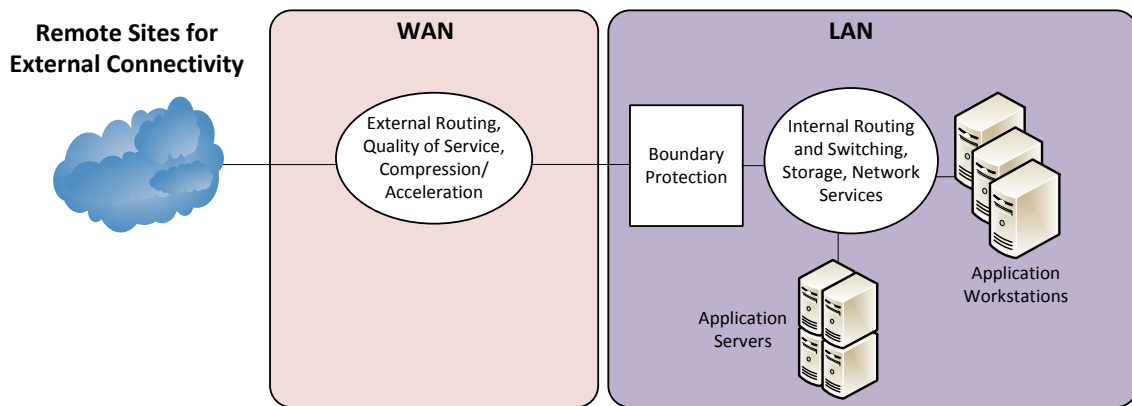 Remote Sites for
External Connectivity
WAN
External Routing,
Quality of Service,
Compression/
Acceleration
LAN
Boundary
Protection
Internal Routing
and Switching,
Storage, Network
Services
Application
Workstations
Application
Servers